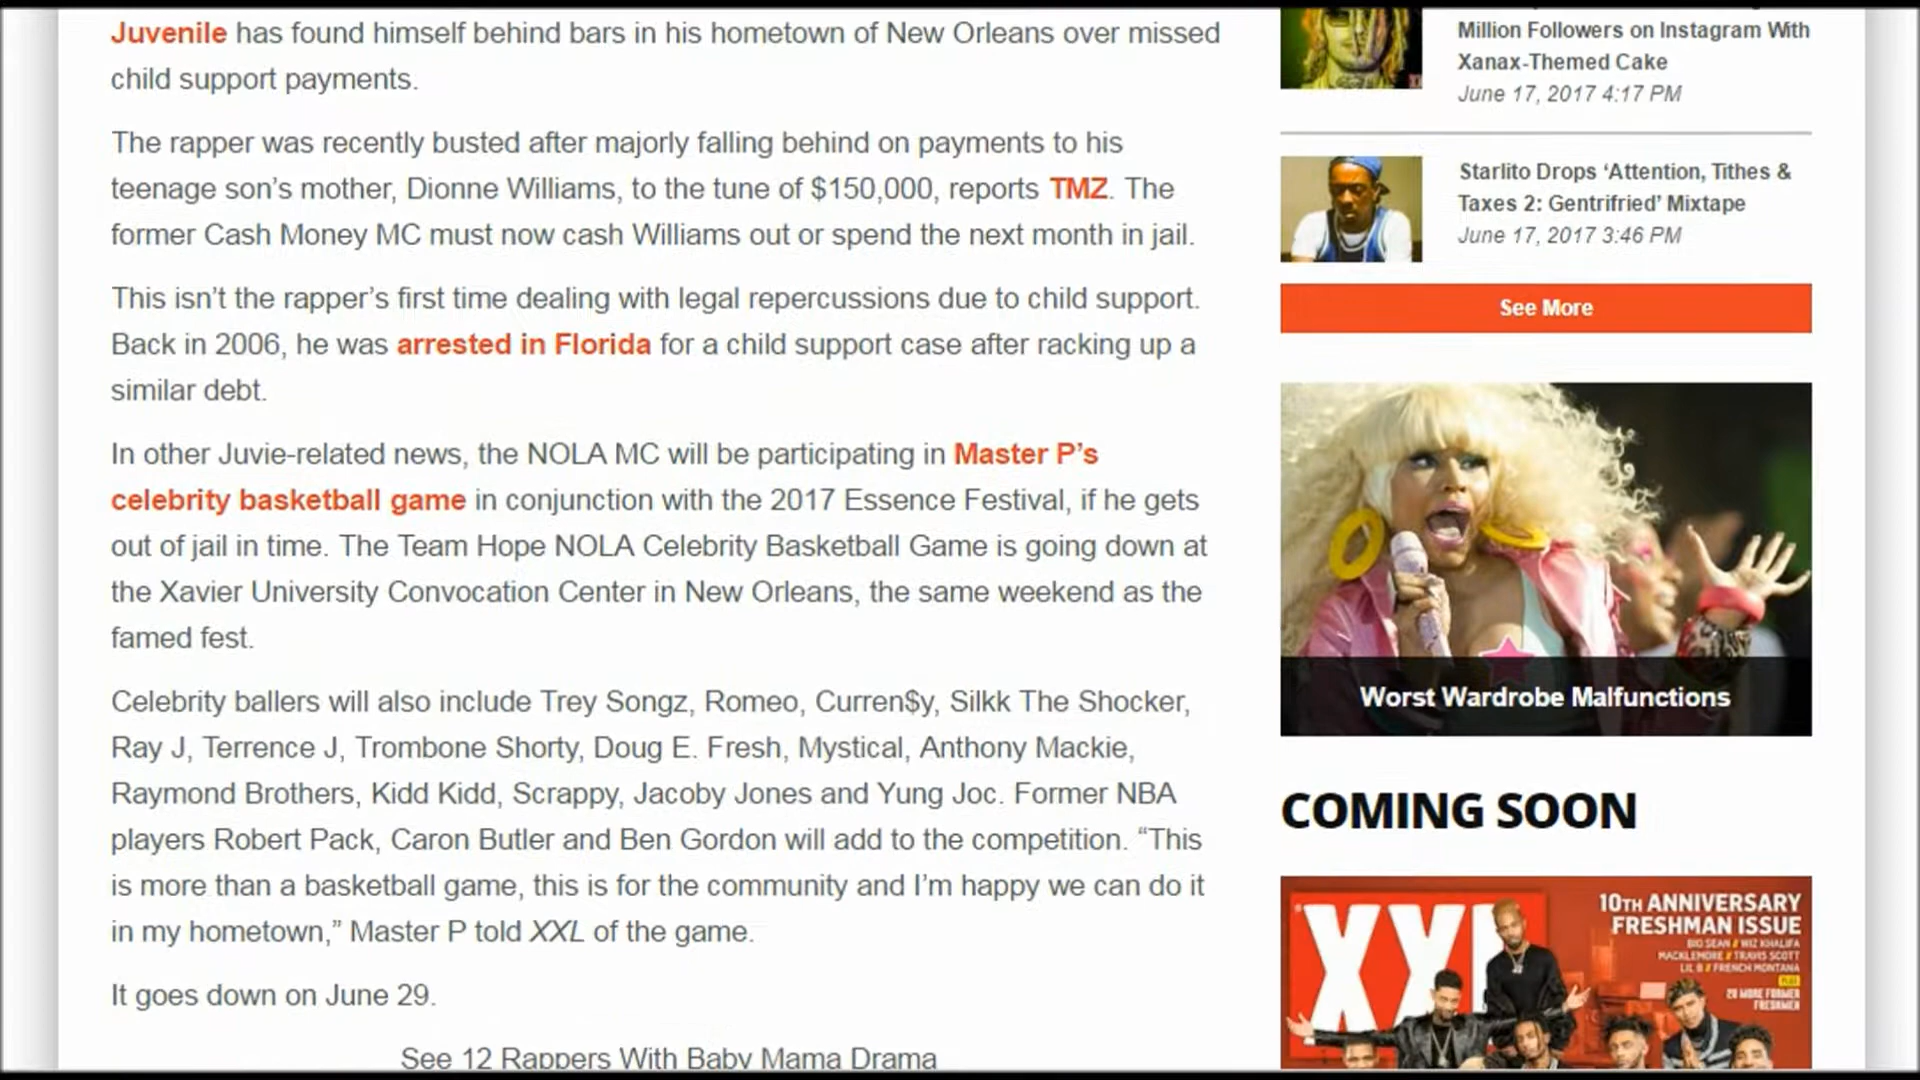 Juvenile has found himself behind bars in his hometown of New Orleans over missed
child support payments.
The rapper was recently busted after majorly falling behind on payments to his
teenage son’s mother, Dionne Williams, to the tune of $150,000, reports TMZ. The
former Cash Money MC must now cash Williams out or spend the next month in jail.
This isn’t the rapper’s first time dealing with legal repercussions due to child support.
Back in 2006, he was arrested in Florida for a child support case after racking up a
similar debt.
In other Juvie-related news, the NOLA MC will be participating in Master P’s
celebrity basketball game in conjunction with the 2017 Essence Festival, if he gets
out of jail in time. The Team Hope NOLA Celebrity Basketball Game is going down at
the Xavier University Convocation Center in New Orleans, the same weekend as the
famed fest.
Celebrity ballers will also include Trey Songz, Romeo, Curren$y, Silkk The Shocker,
Ray J, Terrence J, Trombone Shorty, Doug E. Fresh, Mystical, Anthony Mackie,
Raymond Brothers, Kidd Kidd, Scrappy, Jacoby Jones and Yung Joc. Former NBA
players Robert Pack, Caron Butler and Ben Gordon will add to the competition. “This
is more than a basketball game, this is for the community and I’m happy we can do it
in my hometown,” Master P told XXL of the game.
It goes down on June 29.
See 12 Rappers With Baby Mama Drama
Million Followers on Instagram With
Xanax-Themed Cake
June 17, 2017 4:17 PM
Starlito Drops ‘Attention, Tithes &
Taxes 2: Gentrified’ Mixtape
June 17, 2017 3:46 PM
See More
Worst Wardrobe Malfunctions
COMING SOON
XXL
10TH ANNIVERSARY
FRESHMAN ISSUE
BIG SEAN // WIZ KHALIFA
MACKLEMORE // TRAVIS SCOTT
LIL B // FRENCH MONTANA
PLUS
20 MORE FORMER
FRESHMEN